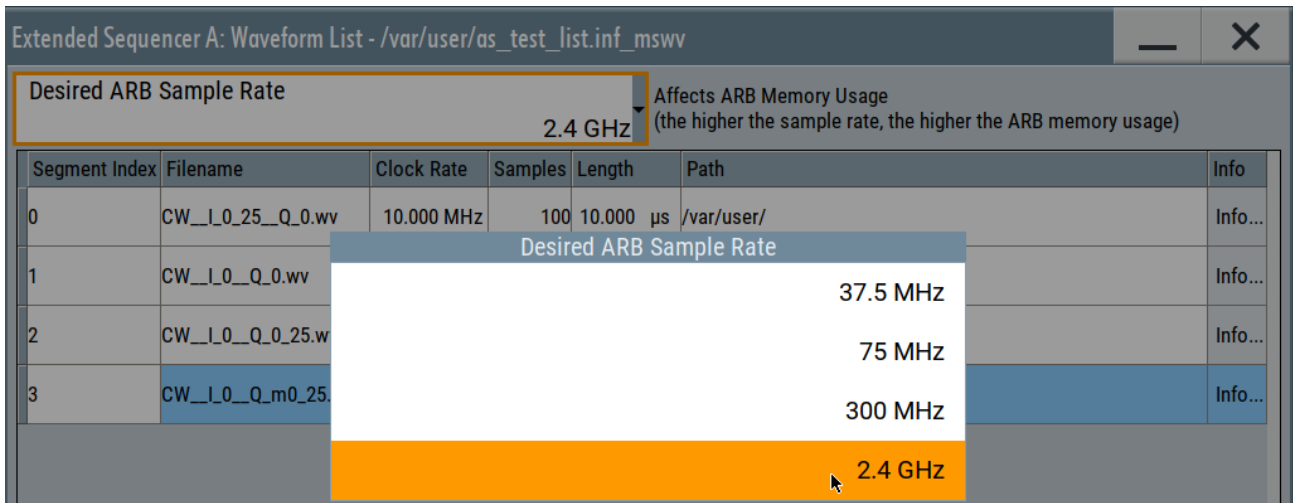 Extended Sequencer A: Waveform List - /var/user/as_test_list.inf_mswv
Desired ARB Sample Rate
2.4 GHz
Affects ARB Memory Usage
(the higher the sample rate, the higher the ARB memory usage)
Segment Index Filename Clock Rate Samples Length Path Info
0 CW__I_0_25__Q_0.wv 10.000 MHz 100 10.000 µs /var/user/ Info...
Desired ARB Sample Rate
1 CW__I_0__Q_0.wv Info...
37.5 MHz
2 CW__I_0__Q_0_25.w Info...
75 MHz
3 CW__I_0__Q_m0_25. Info...
300 MHz
2.4 GHz